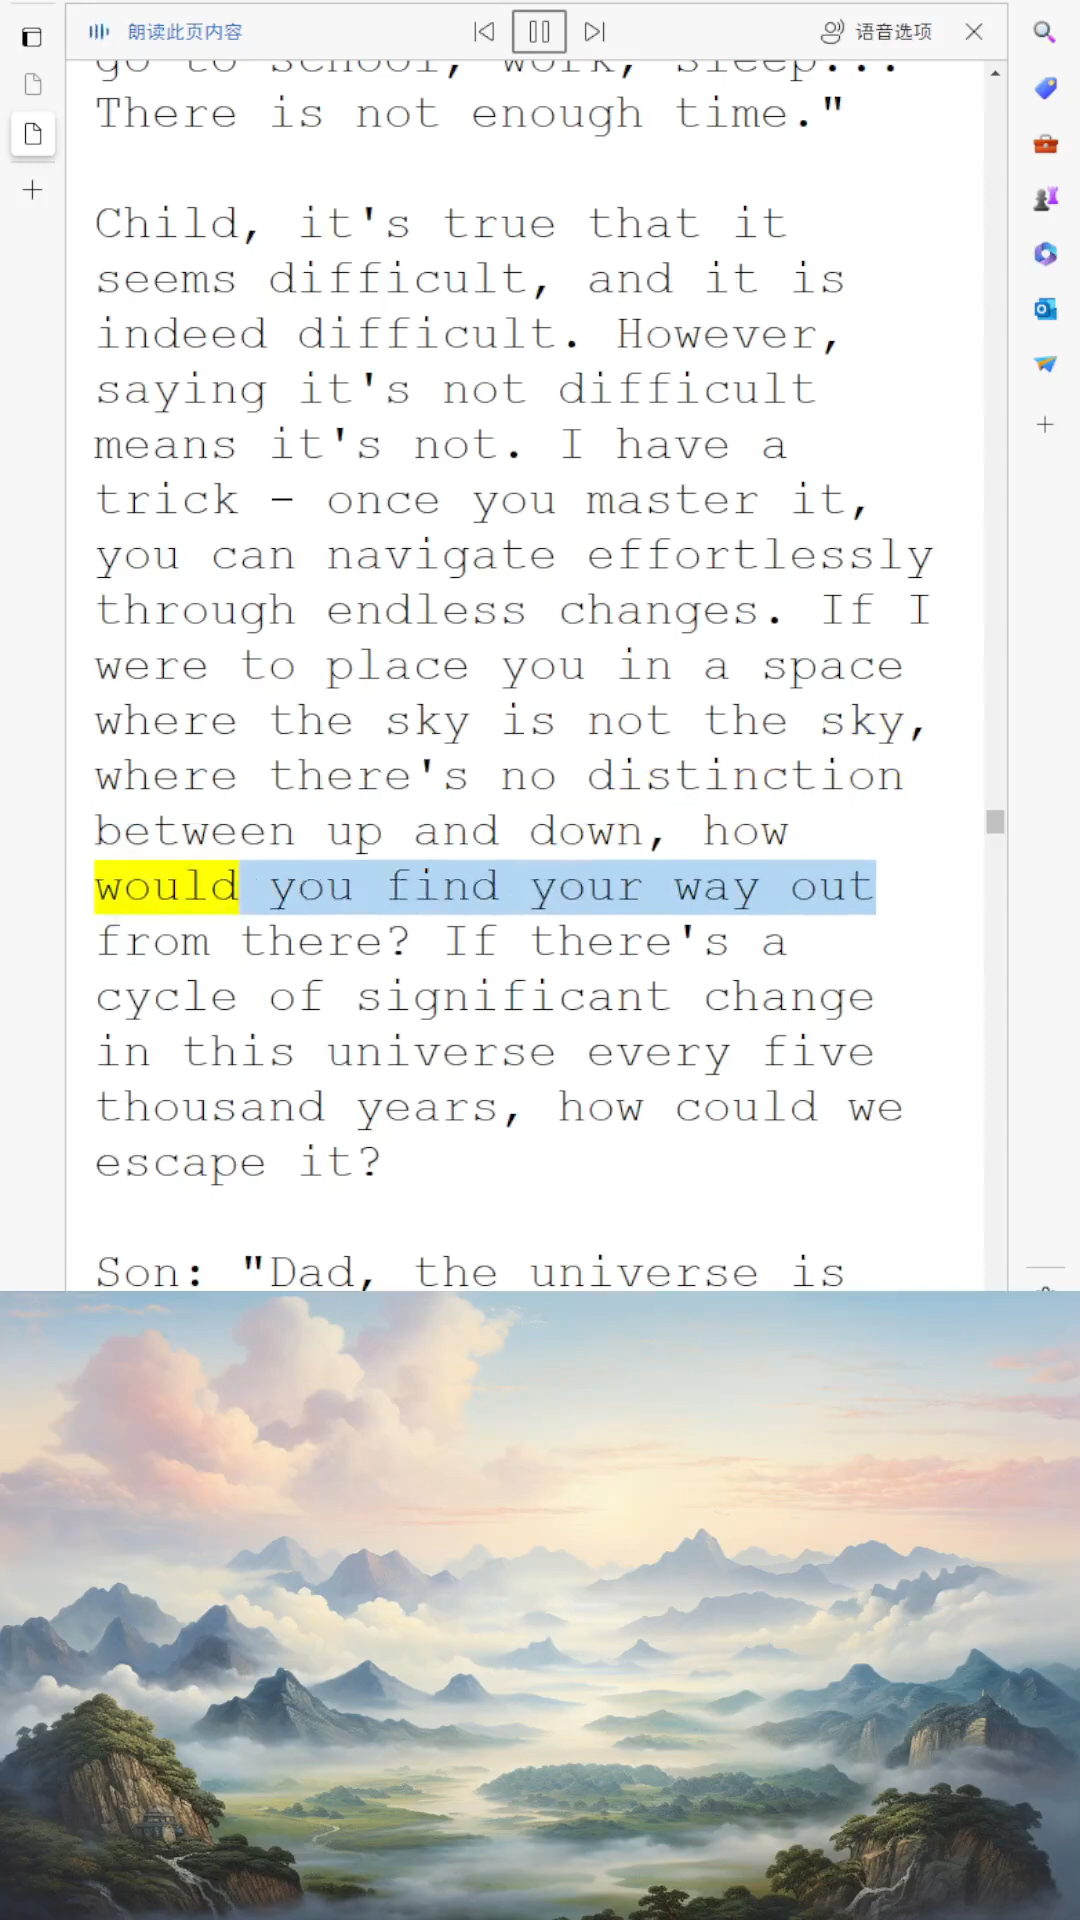 朗读此页内容
语音选项
go to school, work, sleep...
There is not enough time."
Child, it's true that it
seems difficult, and it is
indeed difficult. However,
saying it's not difficult
means it's not. I have a
trick - once you master it,
you can navigate effortlessly
through endless changes. If I
were to place you in a space
where the sky is not the sky,
where there's no distinction
between up and down, how
would you find your way out
from there? If there's a
cycle of significant change
in this universe every five
thousand years, how could we
escape it?
Son: "Dad, the universe is